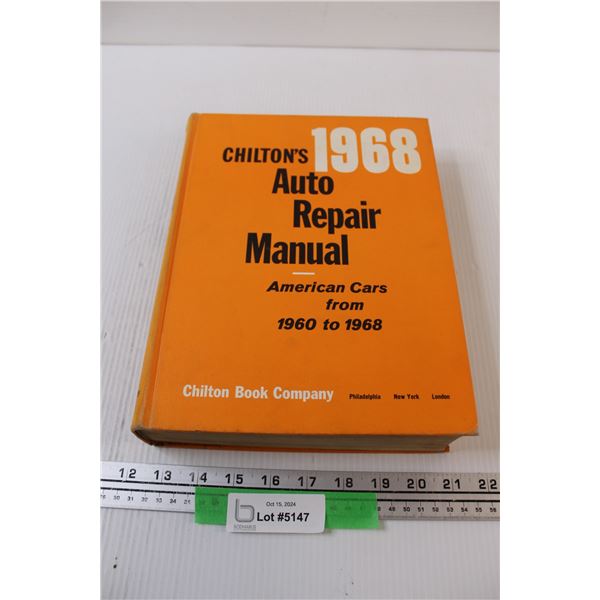 CHILTON'S 1968
Auto
Repair
Manual
American Cars
from
1960 to 1968
Chilton Book Company Philadelphia New York London
12 13 14 15 16 17 18 19 20 21 22
Oct 15, 2024
Lot #5147